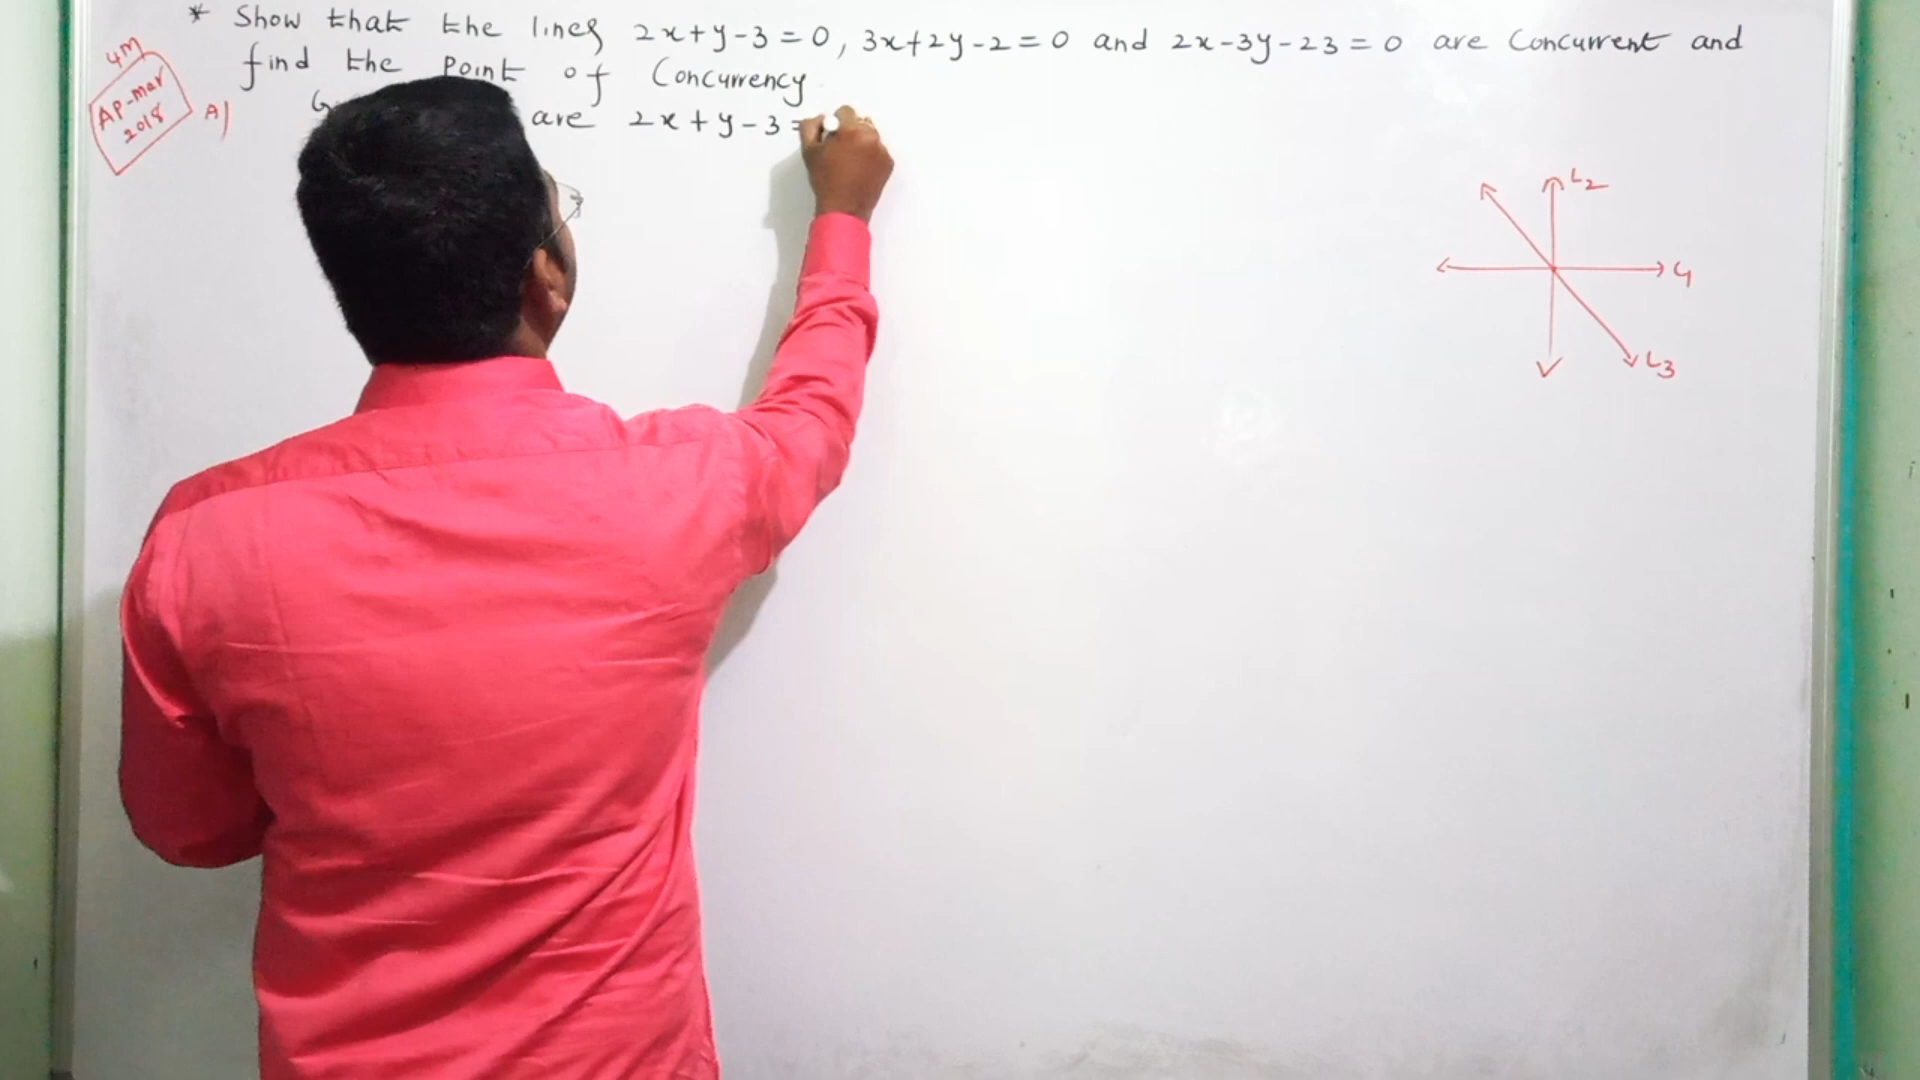 * Show that the lines 2x+y-3=0, 3x+2y-2=0 and 2x-3y-23=0 are Concurrent and
find the Point of Concurrency
4M
AP-mar
2018
A)
are 2x+y-3=
L2
L1
L3